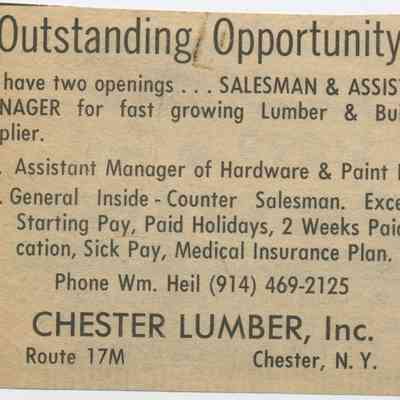 Outstanding Opportunity
have two openings . . . SALESMAN & ASSIS
NAGER for fast growing Lumber & Bui
plier.
. Assistant Manager of Hardware & Paint
. General Inside - Counter Salesman. Exce
Starting Pay, Paid Holidays, 2 Weeks Paid
cation, Sick Pay, Medical Insurance Plan.
Phone Wm. Heil (914) 469-2125
CHESTER LUMBER, Inc.
Route 17M Chester, N. Y.